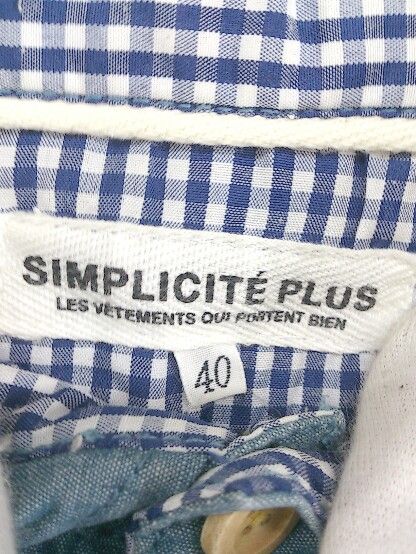 SIMPLICITÉ PLUS
LES VETEMENTS QUI PORTENT BIEN
40